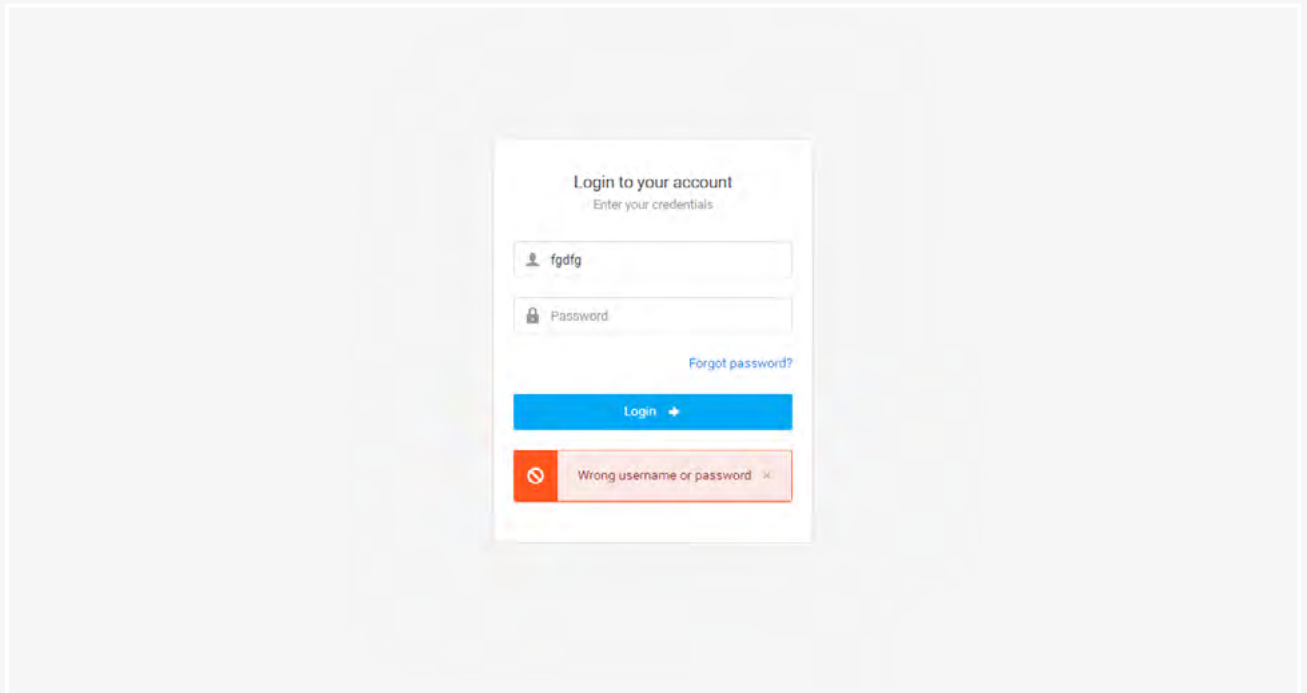 Login to your account
Enter your credentials
fgdfg
Password
Forgot password?
Login
Wrong username or password